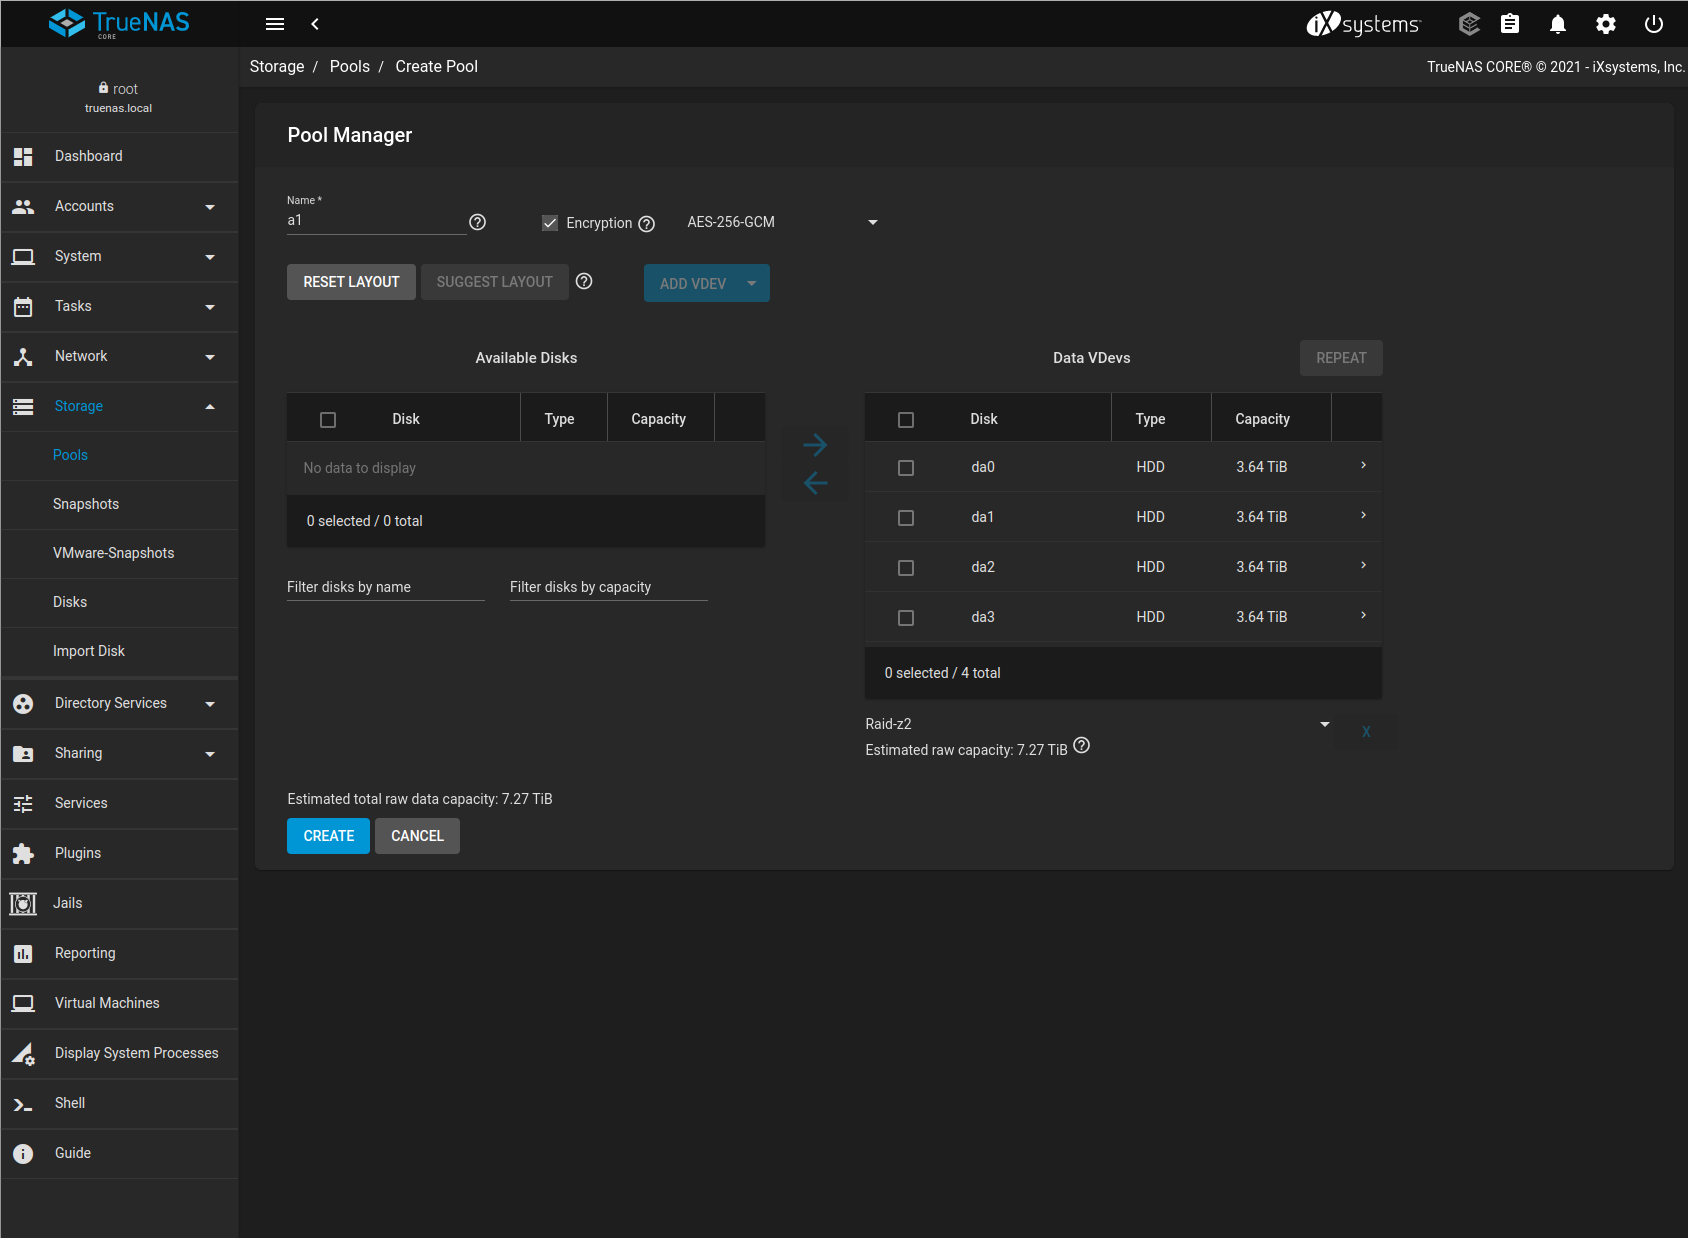 TrueNAS
CORE
iXsystems
root
truenas.local
Storage / Pools / Create Pool
TrueNAS CORE® © 2021 - iXsystems, Inc.
Dashboard
Accounts
System
Tasks
Network
Storage
Pools
Snapshots
VMware-Snapshots
Disks
Import Disk
Directory Services
Sharing
Services
Plugins
Jails
Reporting
Virtual Machines
Display System Processes
Shell
Guide
Pool Manager
Name *
a1
Encryption
AES-256-GCM
RESET LAYOUT
SUGGEST LAYOUT
ADD VDEV
Available Disks
Disk Type Capacity
No data to display
0 selected / 0 total
Filter disks by name
Filter disks by capacity
Data VDevs
REPEAT
Disk Type Capacity
da0 HDD 3.64 TiB
da1 HDD 3.64 TiB
da2 HDD 3.64 TiB
da3 HDD 3.64 TiB
0 selected / 4 total
Raid-z2
X
Estimated raw capacity: 7.27 TiB
Estimated total raw data capacity: 7.27 TiB
CREATE
CANCEL